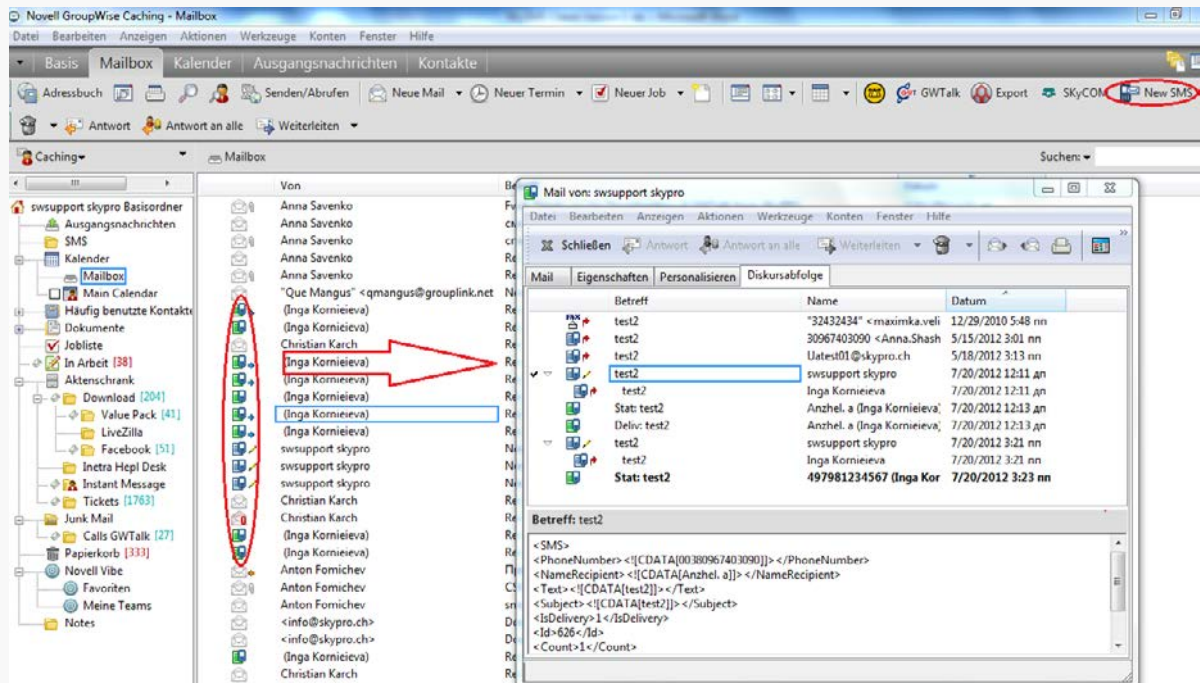 Novell GroupWise Caching - Mailbox
Datei Bearbeiten Anzeigen Aktionen Werkzeuge Konten Fenster Hilfe
Basis Mailbox Kalender Ausgangsnachrichten Kontakte
Adressbuch Senden/Abrufen Neue Mail Neuer Termin Neuer Job GWTalk Export SKyCOM New SMS
Antwort Antwort an alle Weiterleiten
Caching Mailbox Suchen:
swsupport skypro Basisordner
Ausgangsnachrichten
SMS
Kalender
Mailbox
Main Calendar
Häufig benutzte Kontakte
Dokumente
Jobliste
In Arbeit [38]
Aktenschrank
Download [204]
Value Pack [41]
LiveZilla
Facebook [51]
Inetra Hepl Desk
Instant Message
Tickets [1763]
Junk Mail
Calls GWTalk [27]
Papierkorb [333]
Novell Vibe
Favoriten
Meine Teams
Notes
Von
Anna Savenko
Anna Savenko
Anna Savenko
Anna Savenko
Anna Savenko
"Que Mangus" <qmangus@grouplink.net
(Inga Kornieieva)
(Inga Kornieieva)
Christian Karch
(Inga Kornieieva)
(Inga Kornieieva)
(Inga Kornieieva)
(Inga Kornieieva)
(Inga Kornieieva)
swsupport skypro
swsupport skypro
swsupport skypro
Christian Karch
Christian Karch
(Inga Kornieieva)
(Inga Kornieieva)
Anton Fomichev
Anton Fomichev
Anton Fomichev
<info@skypro.ch>
<info@skypro.ch>
(Inga Kornieieva)
Christian Karch
Mail von: swsupport skypro
Datei Bearbeiten Anzeigen Aktionen Werkzeuge Konten Fenster Hilfe
Schließen Antwort Antwort an alle Weiterleiten
Mail Eigenschaften Personalisieren Diskursabfolge
Betreff Name Datum
test2 "32432434" <maximka.veli 12/29/2010 5:48 пп
test2 30967403090 <Anna.Shash 5/15/2012 3:01 пп
test2 Uatest01@skypro.ch 5/18/2012 3:13 пп
test2 swsupport skypro 7/20/2012 12:11 дп
test2 Inga Kornieieva 7/20/2012 12:11 дп
Stat: test2 Anzhel. a (Inga Kornieieva) 7/20/2012 12:13 дп
Deliv: test2 Anzhel. a (Inga Kornieieva) 7/20/2012 12:13 дп
test2 swsupport skypro 7/20/2012 3:21 пп
test2 Inga Kornieieva 7/20/2012 3:21 пп
Stat: test2 497981234567 (Inga Kor 7/20/2012 3:23 пп
Betreff: test2
<SMS>
<PhoneNumber><![CDATA[00380967403090]]></PhoneNumber>
<NameRecipient><![CDATA[Anzhel. a]]></NameRecipient>
<Text><![CDATA[test2]]></Text>
<Subject><![CDATA[test2]]></Subject>
<IsDelivery>1</IsDelivery>
<Id>626</Id>
<Count>1</Count>